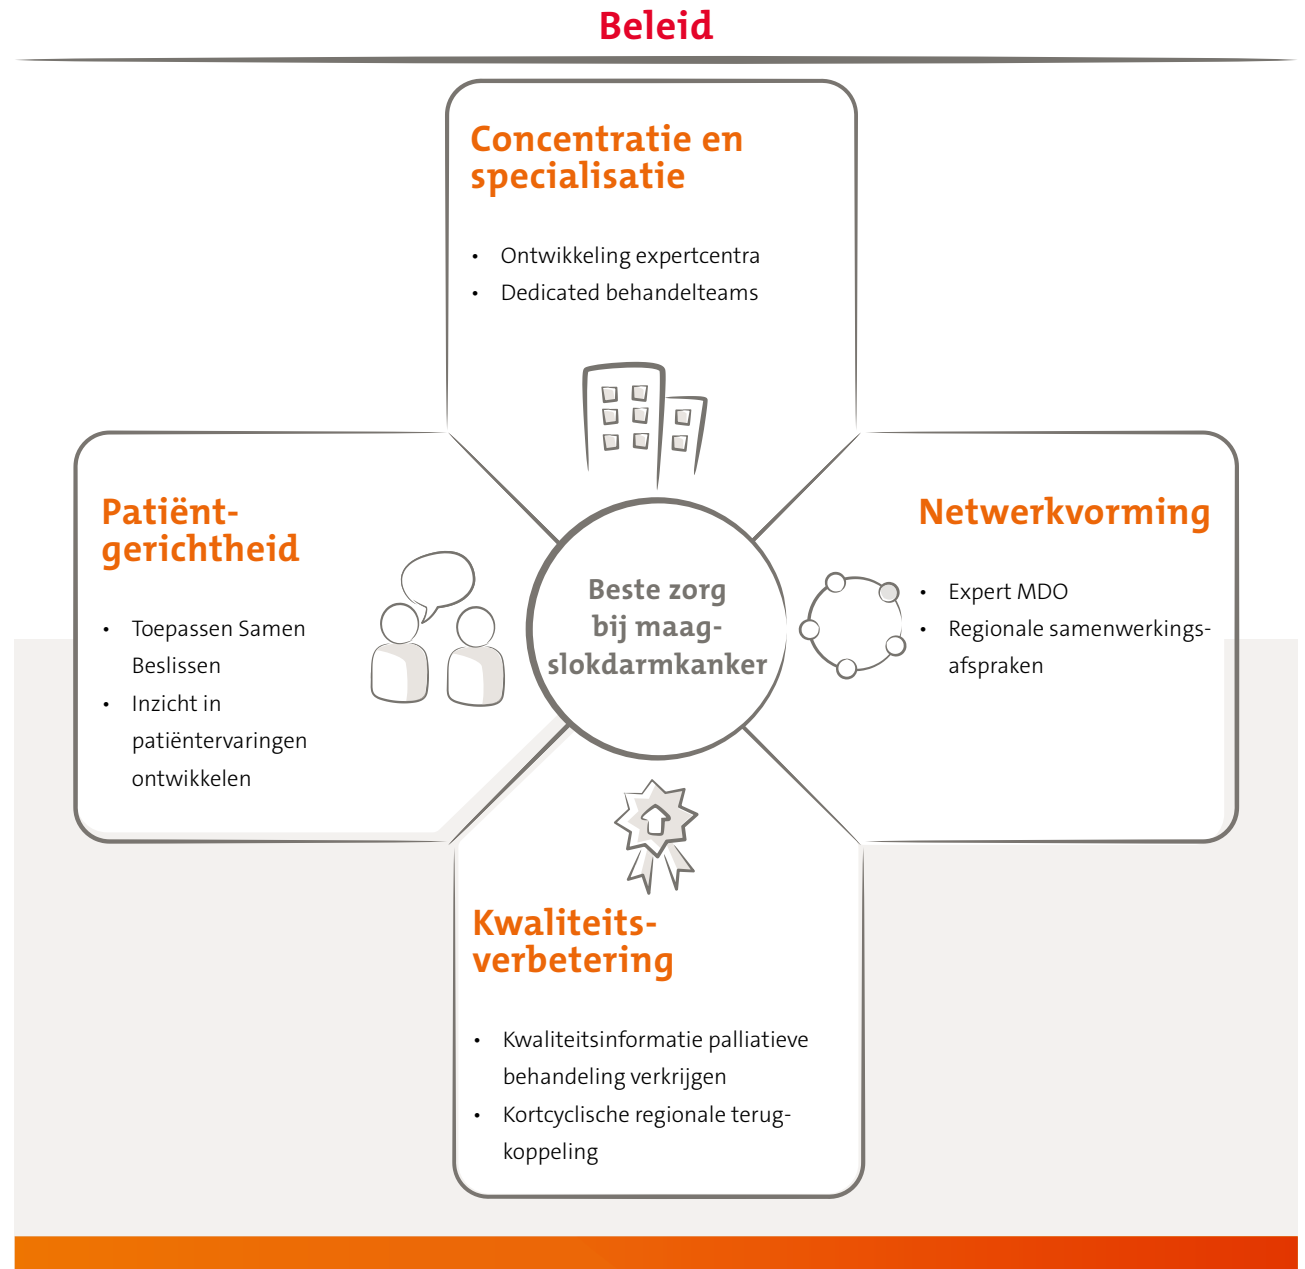 Beleid
Concentratie en
specialisatie
• Ontwikkeling expertcentra
• Dedicated behandelteams
Patiënt-
gerichtheid
• Toepassen Samen
Beslissen
• Inzicht in
patiëntervaringen
ontwikkelen
Beste zorg
bij maag-
slokdarmkanker
Netwerkvorming
• Expert MDO
• Regionale samenwerkings-
afspraken
Kwaliteits-
verbetering
• Kwaliteitsinformatie palliatieve
behandeling verkrijgen
• Kortcyclische regionale terug-
koppeling